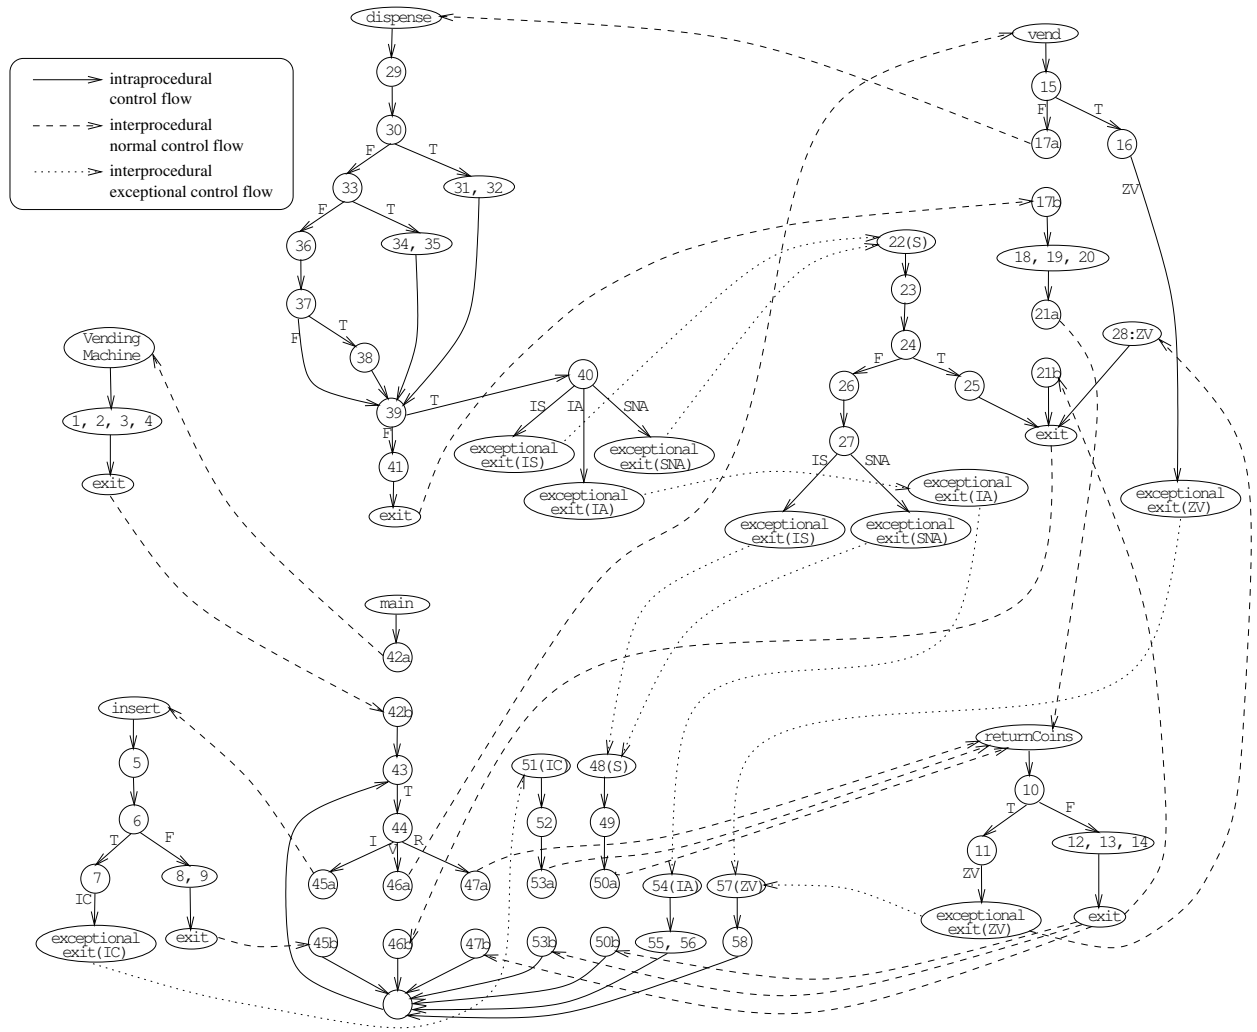 dispense
vend
intraprocedural
control flow
interprocedural
normal control flow
interprocedural
exceptional control flow
29
15
30
F
T
F
T
17a
16
33
31, 32
ZV
F
T
17b
36
34, 35
22(S)
18, 19, 20
37
23
21a
F
T
28:ZV
Vending
Machine
38
24
F
T
21b
40
26
25
1, 2, 3, 4
39
T
IS
IA
SNA
exit
F
27
exceptional
exit(IS)
exceptional
exit(SNA)
41
IS
SNA
exit
exceptional
exit(IA)
exceptional
exit(IA)
exceptional
exit(ZV)
exit
exceptional
exit(IS)
exceptional
exit(SNA)
main
42a
insert
42b
returnCoins
5
43
51(IC)
48(S)
T
10
6
44
52
49
T
F
T
F
I
V
R
11
12, 13, 14
7
8, 9
45a
46a
47a
53a
50a
54(IA)
57(ZV)
ZV
IC
exceptional
exit(IC)
exit
45b
46b
47b
53b
50b
55, 56
58
exceptional
exit(ZV)
exit